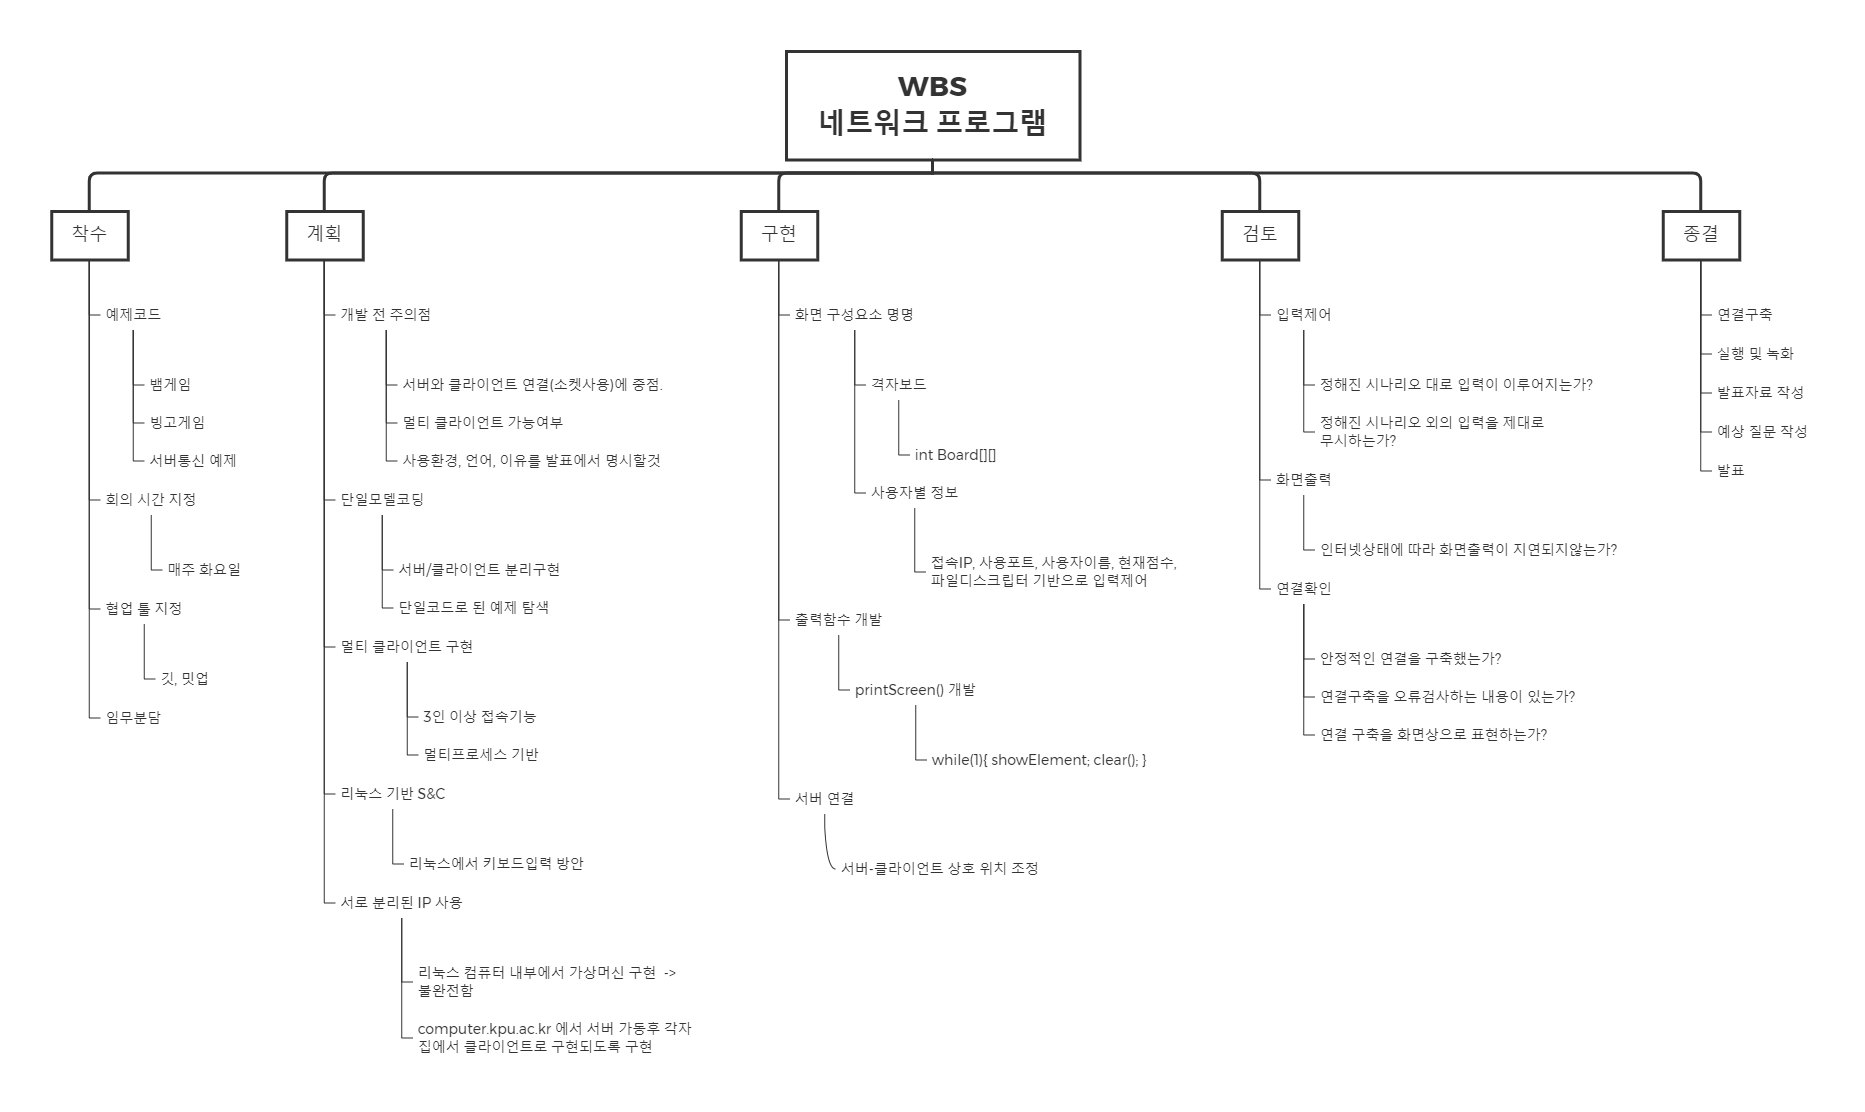 WBS
네트워크 프로그램
착수
예제코드
뱀게임
빙고게임
서버통신 예제
회의 시간 지정
매주 화요일
협업 툴 지정
깃, 밋업
임무분담
계획
개발 전 주의점
서버와 클라이언트 연결(소켓사용)에 중점.
멀티 클라이언트 가능여부
사용환경, 언어, 이유를 발표에서 명시할것
단일모델코딩
서버/클라이언트 분리구현
단일코드로 된 예제 탐색
멀티 클라이언트 구현
3인 이상 접속기능
멀티프로세스 기반
리눅스 기반 S&C
리눅스에서 키보드입력 방안
서로 분리된 IP 사용
리눅스 컴퓨터 내부에서 가상머신 구현 ->
불완전함
computer.kpu.ac.kr 에서 서버 가동후 각자
집에서 클라이언트로 구현되도록 구현
구현
화면 구성요소 명명
격자보드
int Board[][]
사용자별 정보
접속IP, 사용포트, 사용자이름, 현재점수,
파일디스크립터 기반으로 입력제어
출력함수 개발
printScreen() 개발
while(1){ showElement; clear(); }
서버 연결
서버-클라이언트 상호 위치 조정
검토
입력제어
정해진 시나리오 대로 입력이 이루어지는가?
정해진 시나리오 외의 입력을 제대로
무시하는가?
화면출력
인터넷상태에 따라 화면출력이 지연되지않는가?
연결확인
안정적인 연결을 구축했는가?
연결구축을 오류검사하는 내용이 있는가?
연결 구축을 화면상으로 표현하는가?
종결
연결구축
실행 및 녹화
발표자료 작성
예상 질문 작성
발표